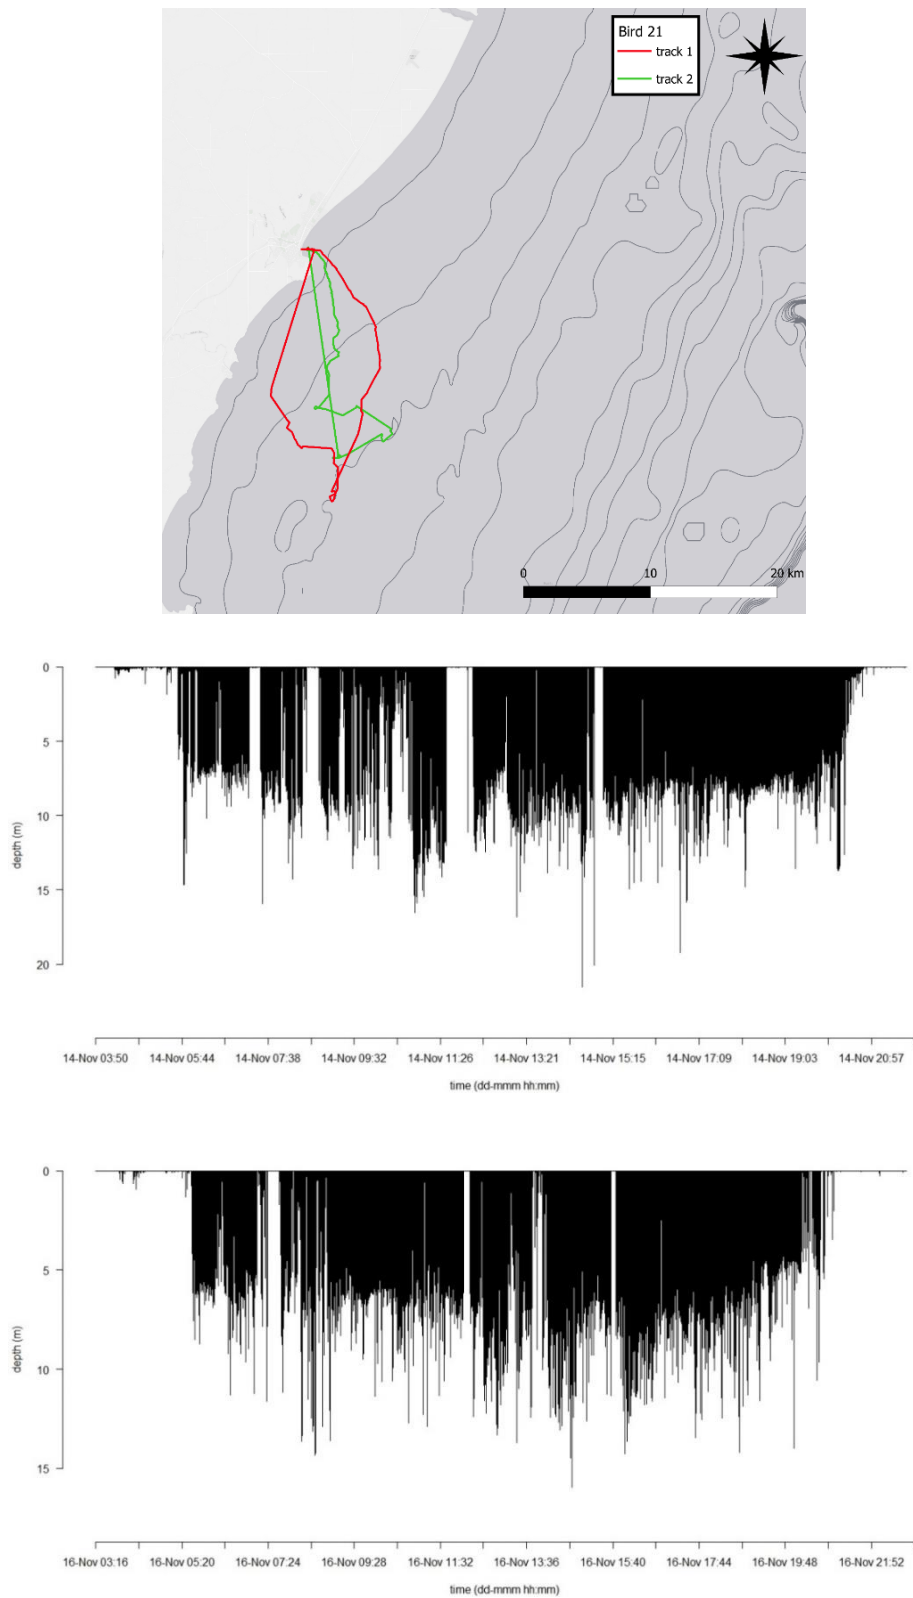 Bird 21
track 1
track 2
0 10 20 km
0
5
10
15
20
depth (m)
14-Nov 03:50 14-Nov 05:44 14-Nov 07:38 14-Nov 09:32 14-Nov 11:26 14-Nov 13:21 14-Nov 15:15 14-Nov 17:09 14-Nov 19:03 14-Nov 20:57
time (dd-mmm hh:mm)
0
5
10
15
depth (m)
16-Nov 03:16 16-Nov 05:20 16-Nov 07:24 16-Nov 09:28 16-Nov 11:32 16-Nov 13:36 16-Nov 15:40 16-Nov 17:44 16-Nov 19:48 16-Nov 21:52
time (dd-mmm hh:mm)